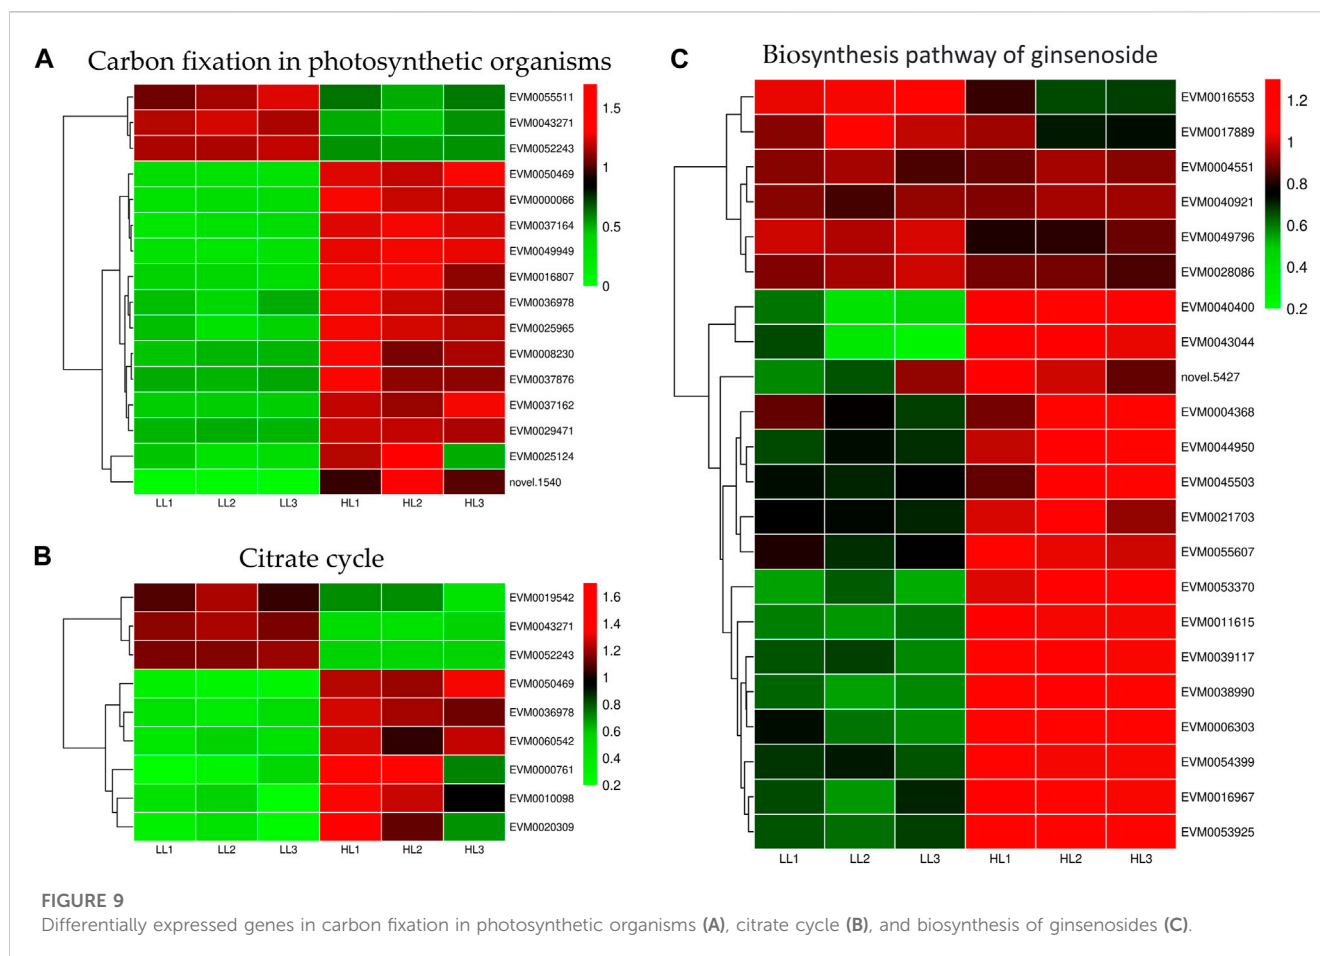 A
Carbon fixation in photosynthetic organisms
EVM0055511
EVM0043271
EVM0052243
EVM0050469
EVM0000066
EVM0037164
EVM0049949
EVM0016807
EVM0036978
EVM0025965
EVM0008230
EVM0037876
EVM0037162
EVM0029471
EVM0025124
novel.1540
LL1 LL2 LL3 HL1 HL2 HL3
1.5
1
0.5
0
B
Citrate cycle
EVM0019542
EVM0043271
EVM0052243
EVM0050469
EVM0036978
EVM0060542
EVM0000761
EVM0010098
EVM0020309
LL1 LL2 LL3 HL1 HL2 HL3
1.6
1.4
1.2
1
0.8
0.6
0.4
0.2
C
Biosynthesis pathway of ginsenoside
EVM0016553
EVM0017889
EVM0004551
EVM0040921
EVM0049796
EVM0028086
EVM0040400
EVM0043044
novel.5427
EVM0004368
EVM0044950
EVM0045503
EVM0021703
EVM0055607
EVM0053370
EVM0011615
EVM0039117
EVM0038990
EVM0006303
EVM0054399
EVM0016967
EVM0053925
LL1 LL2 LL3 HL1 HL2 HL3
1.2
1
0.8
0.6
0.4
0.2
FIGURE 9
Differentially expressed genes in carbon fixation in photosynthetic organisms (A), citrate cycle (B), and biosynthesis of ginsenosides (C).